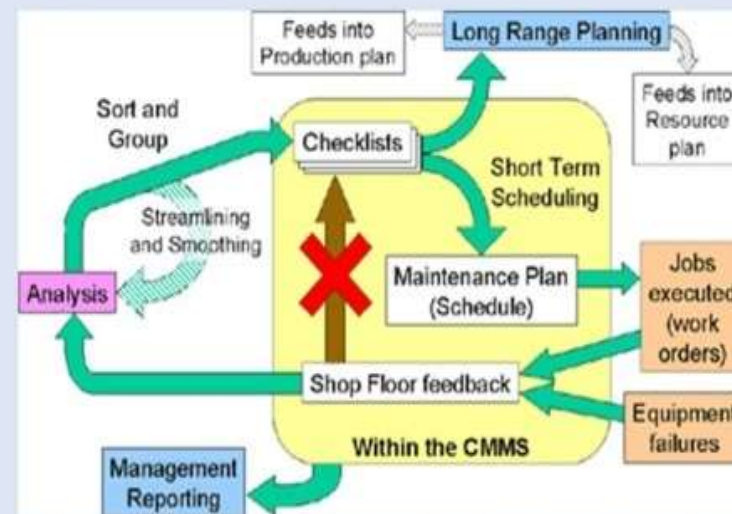 Feeds into
Production plan
Long Range Planning
Feeds into
Resource
plan
Sort and
Group
Checklists
Short Term
Scheduling
Streamlining
and Smopthing
Analysis
Maintenance Plan
(Schedule)
Jobs
executed
(work
orders)
Shop Floor feedback
Equipment
failures
Within the CMMS
Management
Reporting